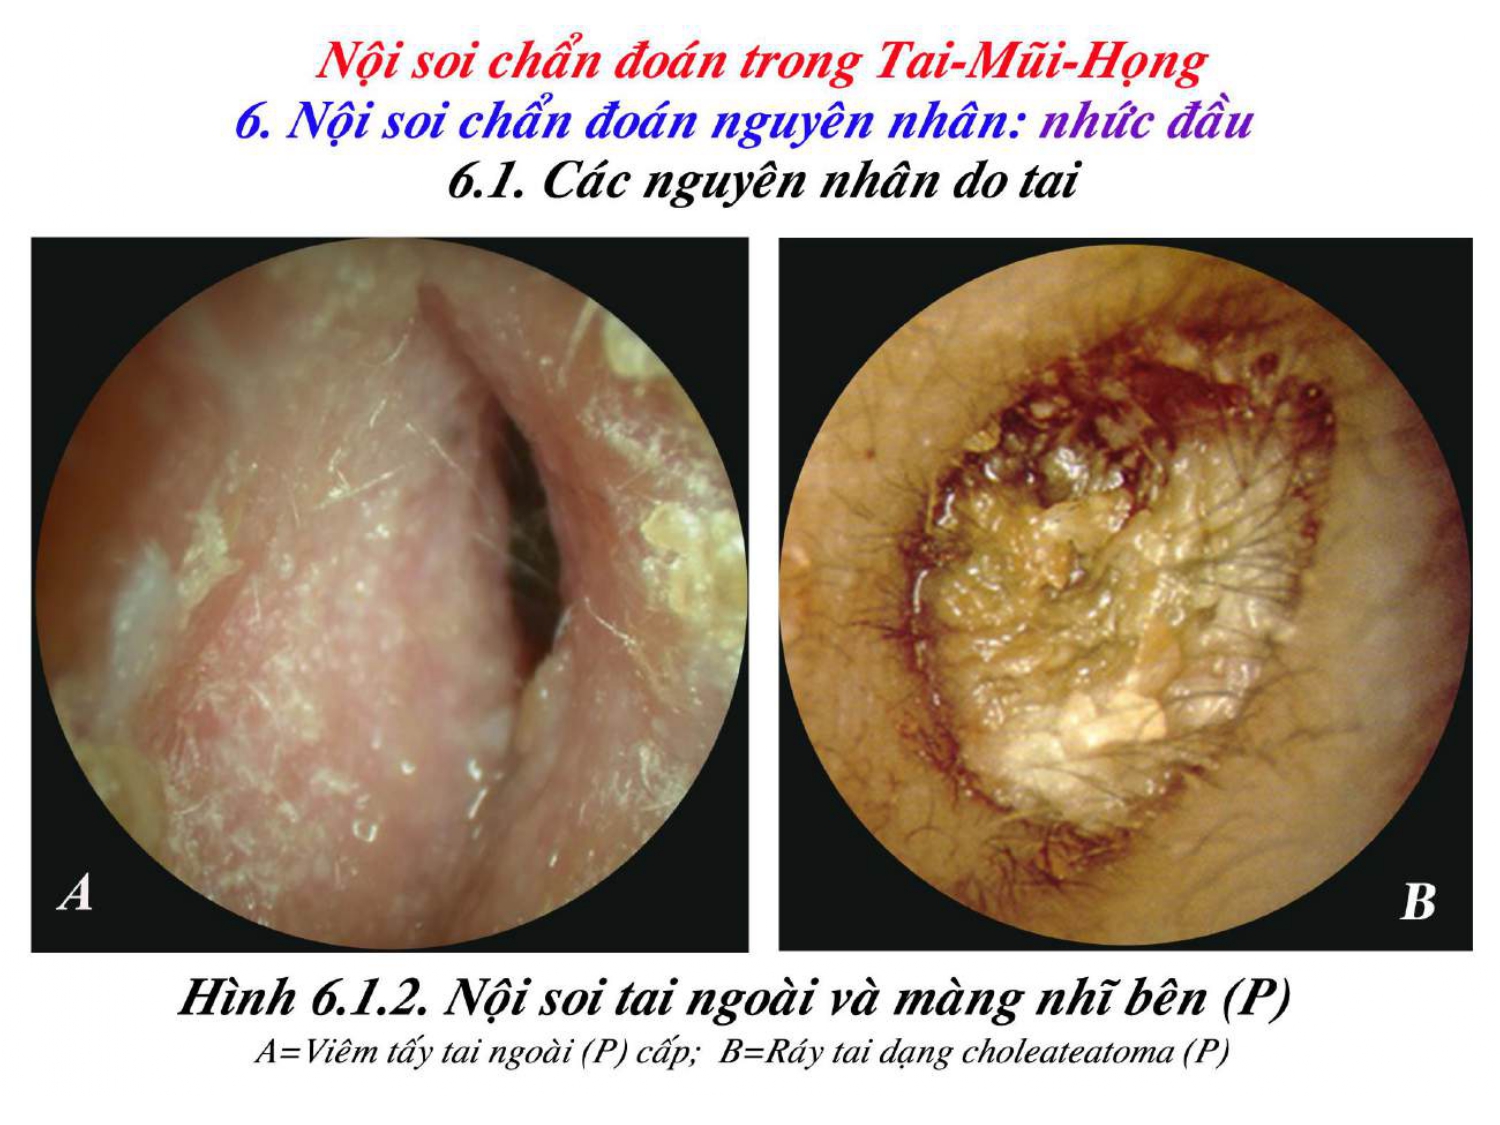 Nội soi chẩn đoán trong Tai-Mũi-Họng
6. Nội soi chẩn đoán nguyên nhân: nhức đầu
6.1. Các nguyên nhân do tai
A
B
Hình 6.1.2. Nội soi tai ngoài và màng nhĩ bên (P)
A=Viêm tấy tai ngoài (P) cấp; B=Ráy tai dạng choleateatoma (P)